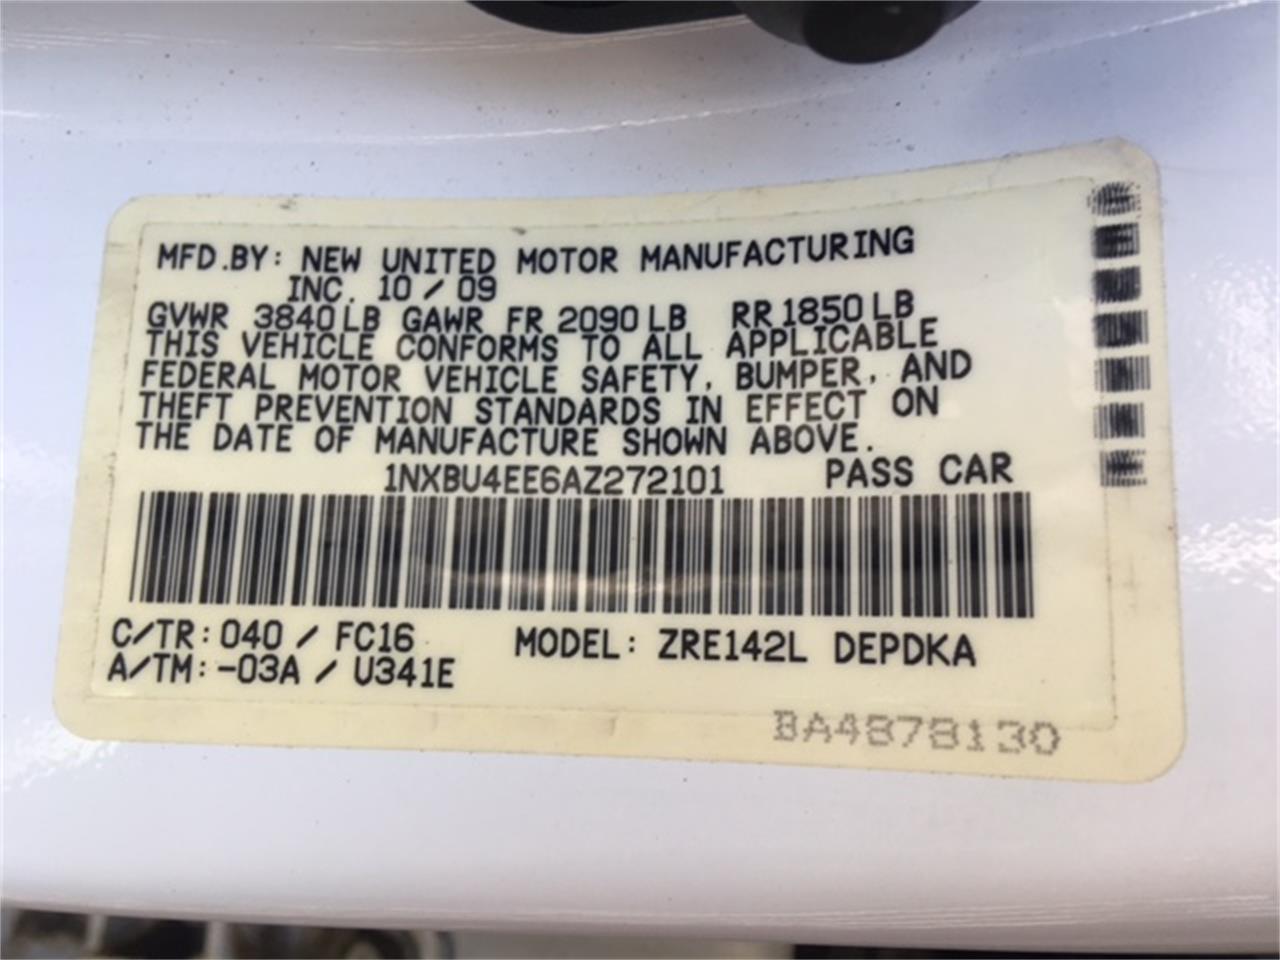 MFD.BY: NEW UNITED MOTOR MANUFACTURING
INC. 10 / 09
GVWR 3840 LB GAWR FR 2090 LB RR 1850 LB
THIS VEHICLE CONFORMS TO ALL APPLICABLE
FEDERAL MOTOR VEHICLE SAFETY, BUMPER, AND
THEFT PREVENTION STANDARDS IN EFFECT ON
THE DATE OF MANUFACTURE SHOWN ABOVE.
1NXBU4EE6AZ272101 PASS CAR
C/TR: 040 / FC16 MODEL: ZRE142L DEPDKA
A/TM: -03A / U341E
BA4878130